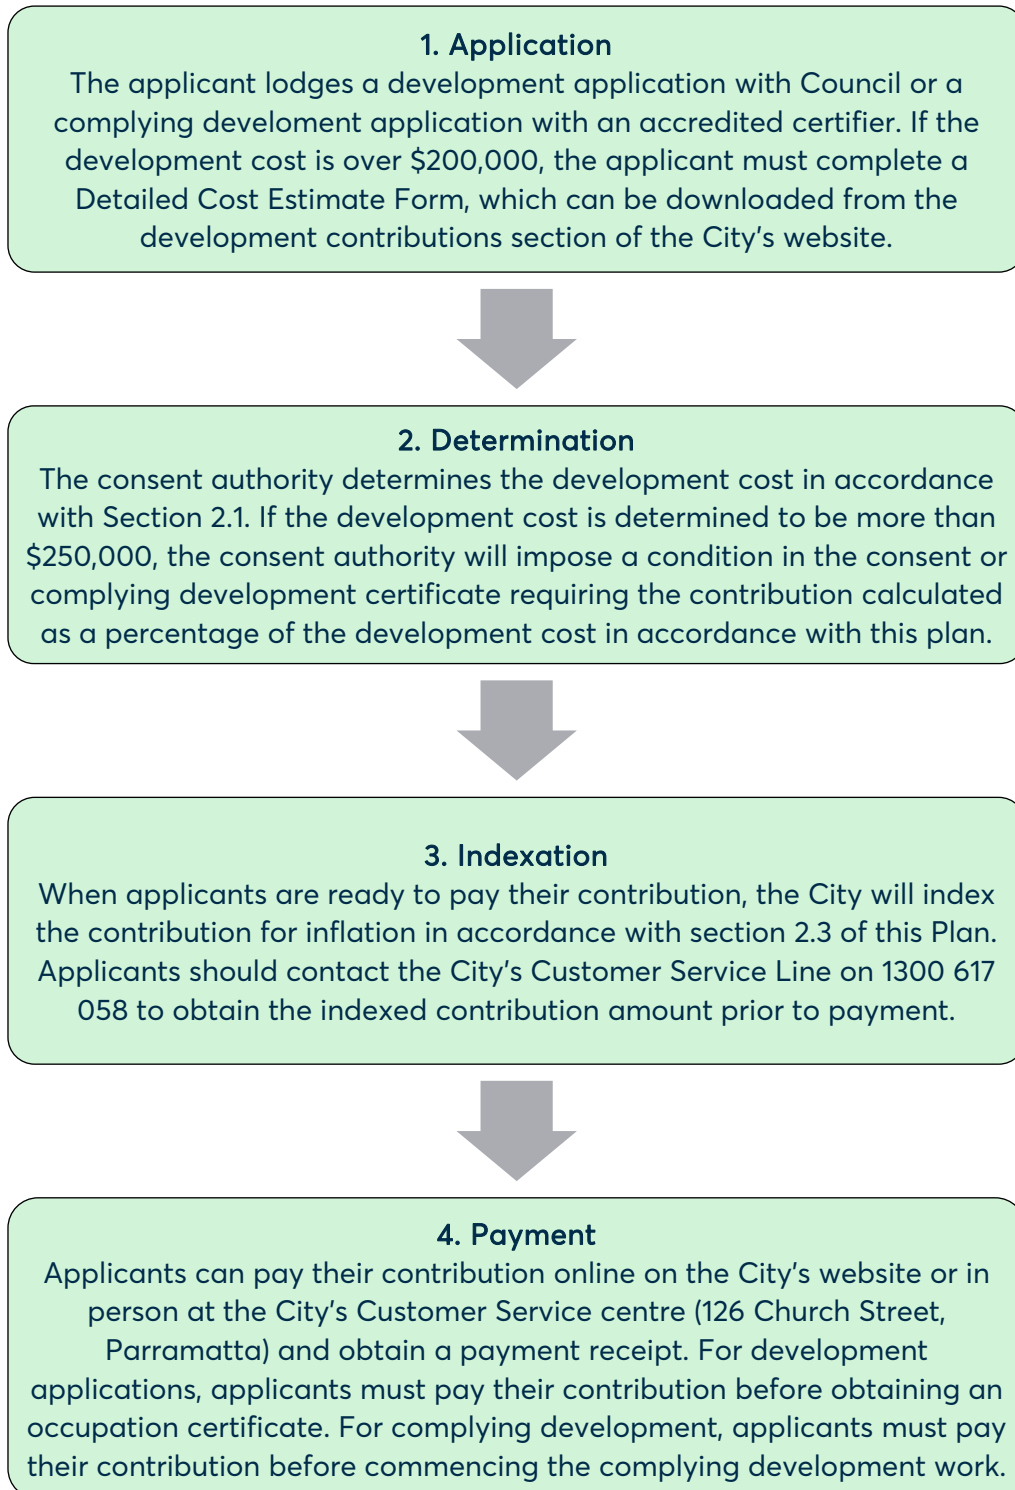 1. Application
The applicant lodges a development application with Council or a
complying develoment application with an accredited certifier. If the
development cost is over $200,000, the applicant must complete a
Detailed Cost Estimate Form, which can be downloaded from the
development contributions section of the City's website.
2. Determination
The consent authority determines the development cost in accordance
with Section 2.1. If the development cost is determined to be more than
$250,000, the consent authority will impose a condition in the consent or
complying development certificate requiring the contribution calculated
as a percentage of the development cost in accordance with this plan.
3. Indexation
When applicants are ready to pay their contribution, the City will index
the contribution for inflation in accordance with section 2.3 of this Plan.
Applicants should contact the City's Customer Service Line on 1300 617
058 to obtain the indexed contribution amount prior to payment.
4. Payment
Applicants can pay their contribution online on the City's website or in
person at the City's Customer Service centre (126 Church Street,
Parramatta) and obtain a payment receipt. For development
applications, applicants must pay their contribution before obtaining an
occupation certificate. For complying development, applicants must pay
their contribution before commencing the complying development work.